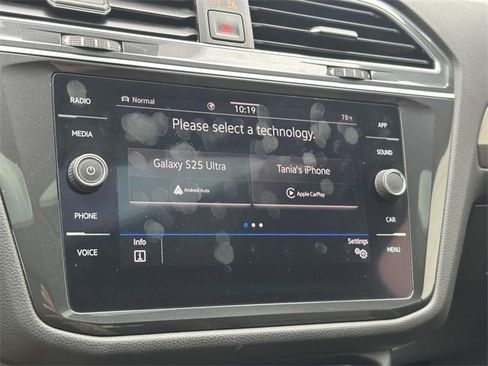 RADIO
MEDIA
PHONE
VOICE
Normal
10:19
78°F
Please select a technology.
Galaxy S25 Ultra
Android Auto
Tania's iPhone
Apple CarPlay
Info
Settings
APP
SOUND
CAR
MENU